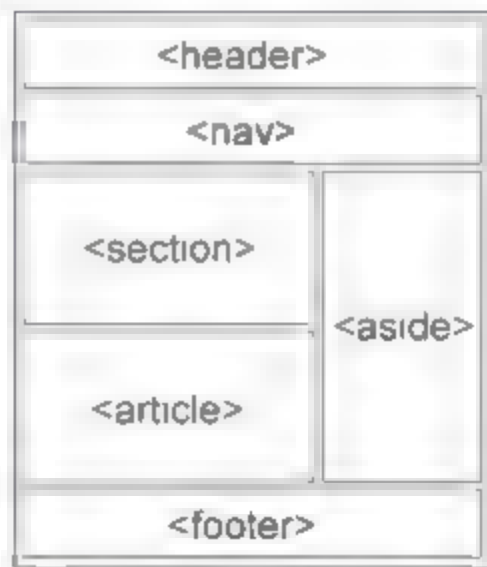 <header>
<nav>
<section>
<aside>
<article>
<footer>